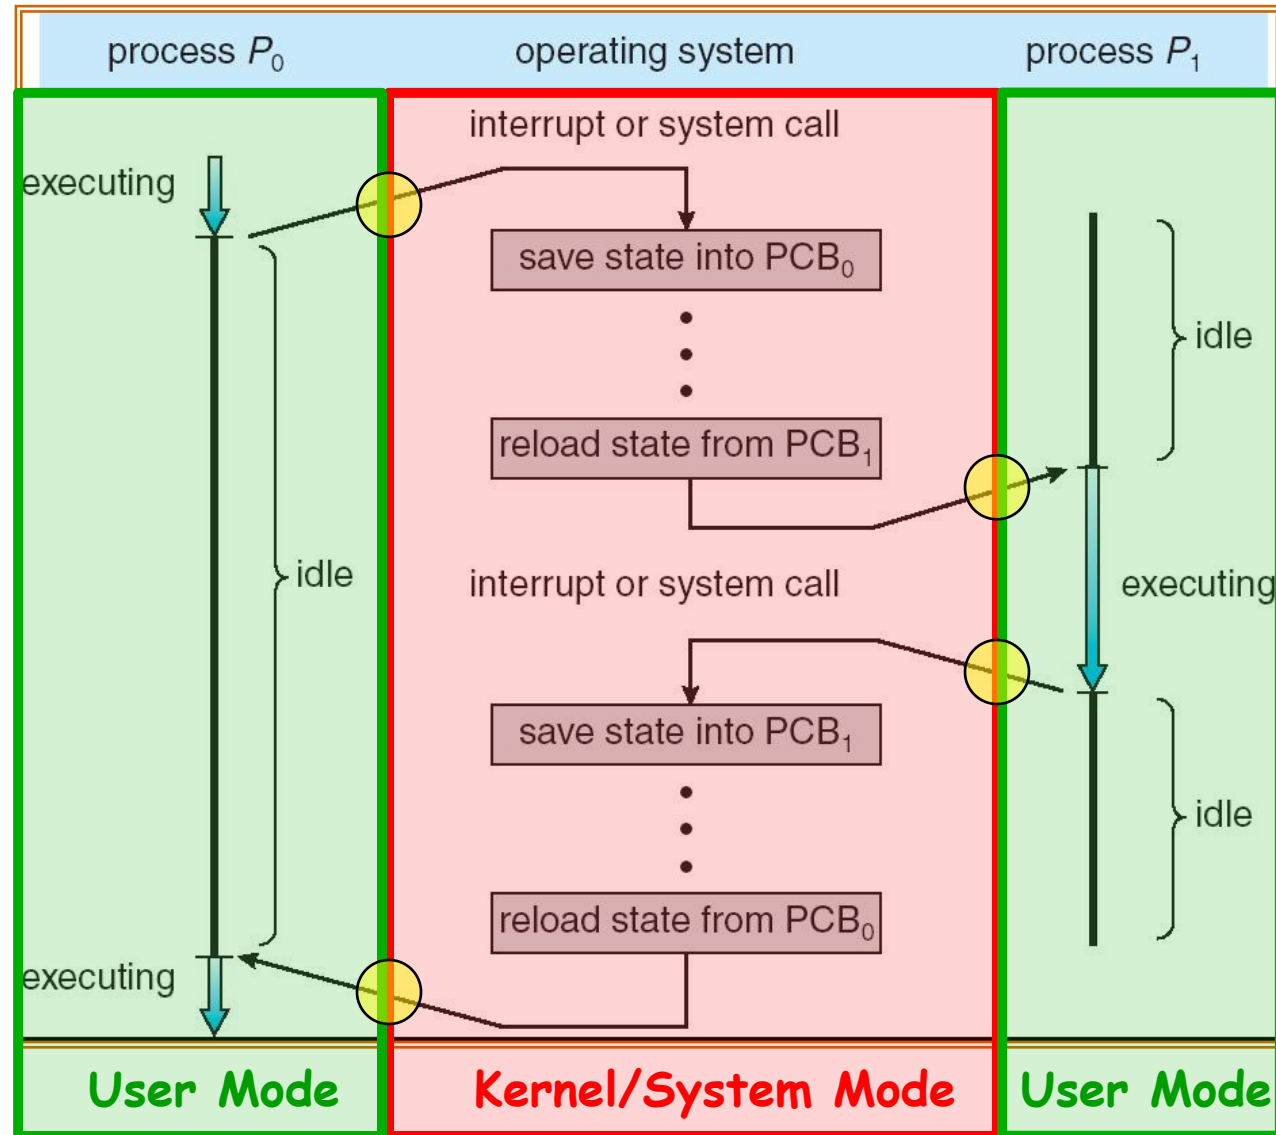 process P₀ operating system process P₁
interrupt or system call
executing
save state into PCB₀
idle
reload state from PCB₁
idle
interrupt or system call
executing
save state into PCB₁
idle
reload state from PCB₀
executing
User Mode Kernel/System Mode User Mode